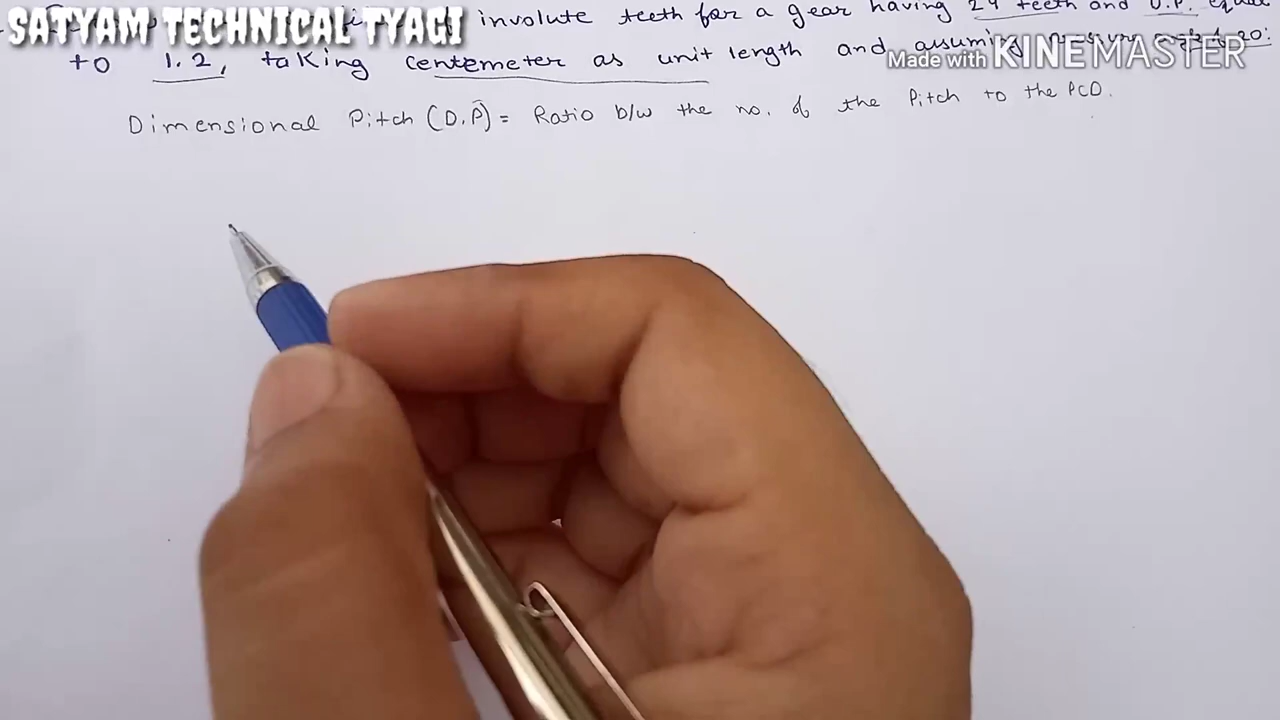 SATYAM TECHNICAL TYAGI
involute teeth for a gear having 24 teeth and D.P. equal
to 1.2, taking centemeter as unit length and assuming
Made with KINEMASTER
Dimensional Pitch (D.P) = Ratio b/w the no. of the Pitch to the PCD.